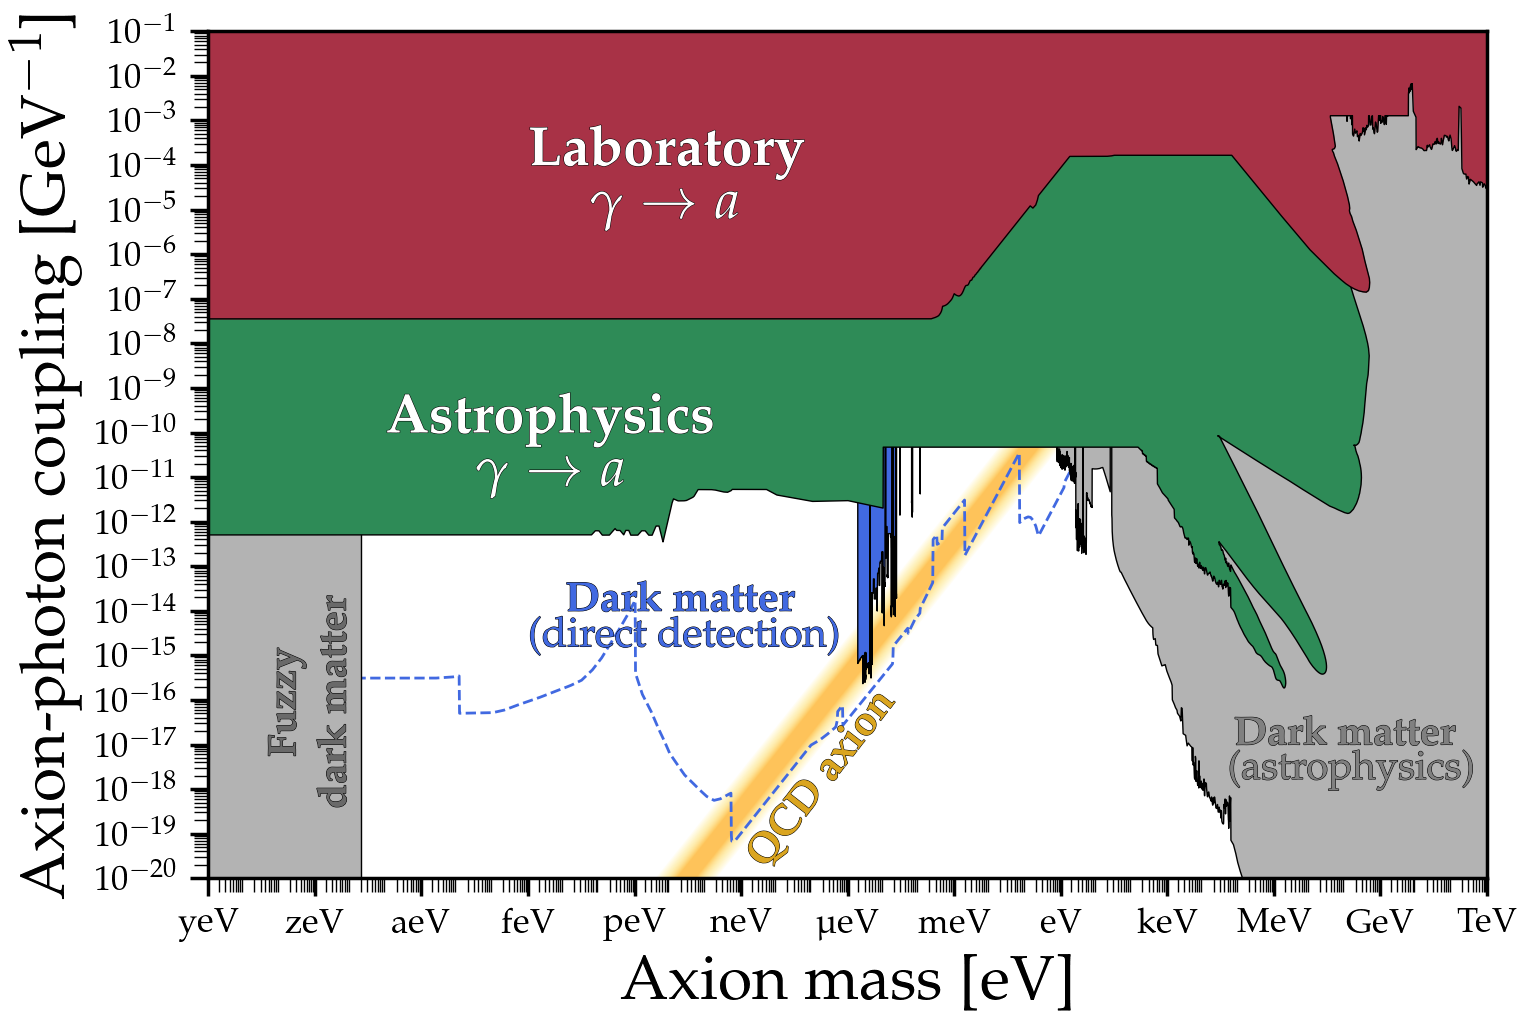 Axion-photon coupling [GeV⁻¹]
10⁻¹
10⁻²
10⁻³
10⁻⁴
10⁻⁵
10⁻⁶
10⁻⁷
10⁻⁸
10⁻⁹
10⁻¹⁰
10⁻¹¹
10⁻¹²
10⁻¹³
10⁻¹⁴
10⁻¹⁵
10⁻¹⁶
10⁻¹⁷
10⁻¹⁸
10⁻¹⁹
10⁻²⁰
Laboratory
γ → a
Astrophysics
γ → a
Dark matter
(direct detection)
Fuzzy
dark matter
QCD axion
Dark matter
(astrophysics)
yeV zeV aeV feV peV neV µeV meV eV keV MeV GeV TeV
Axion mass [eV]